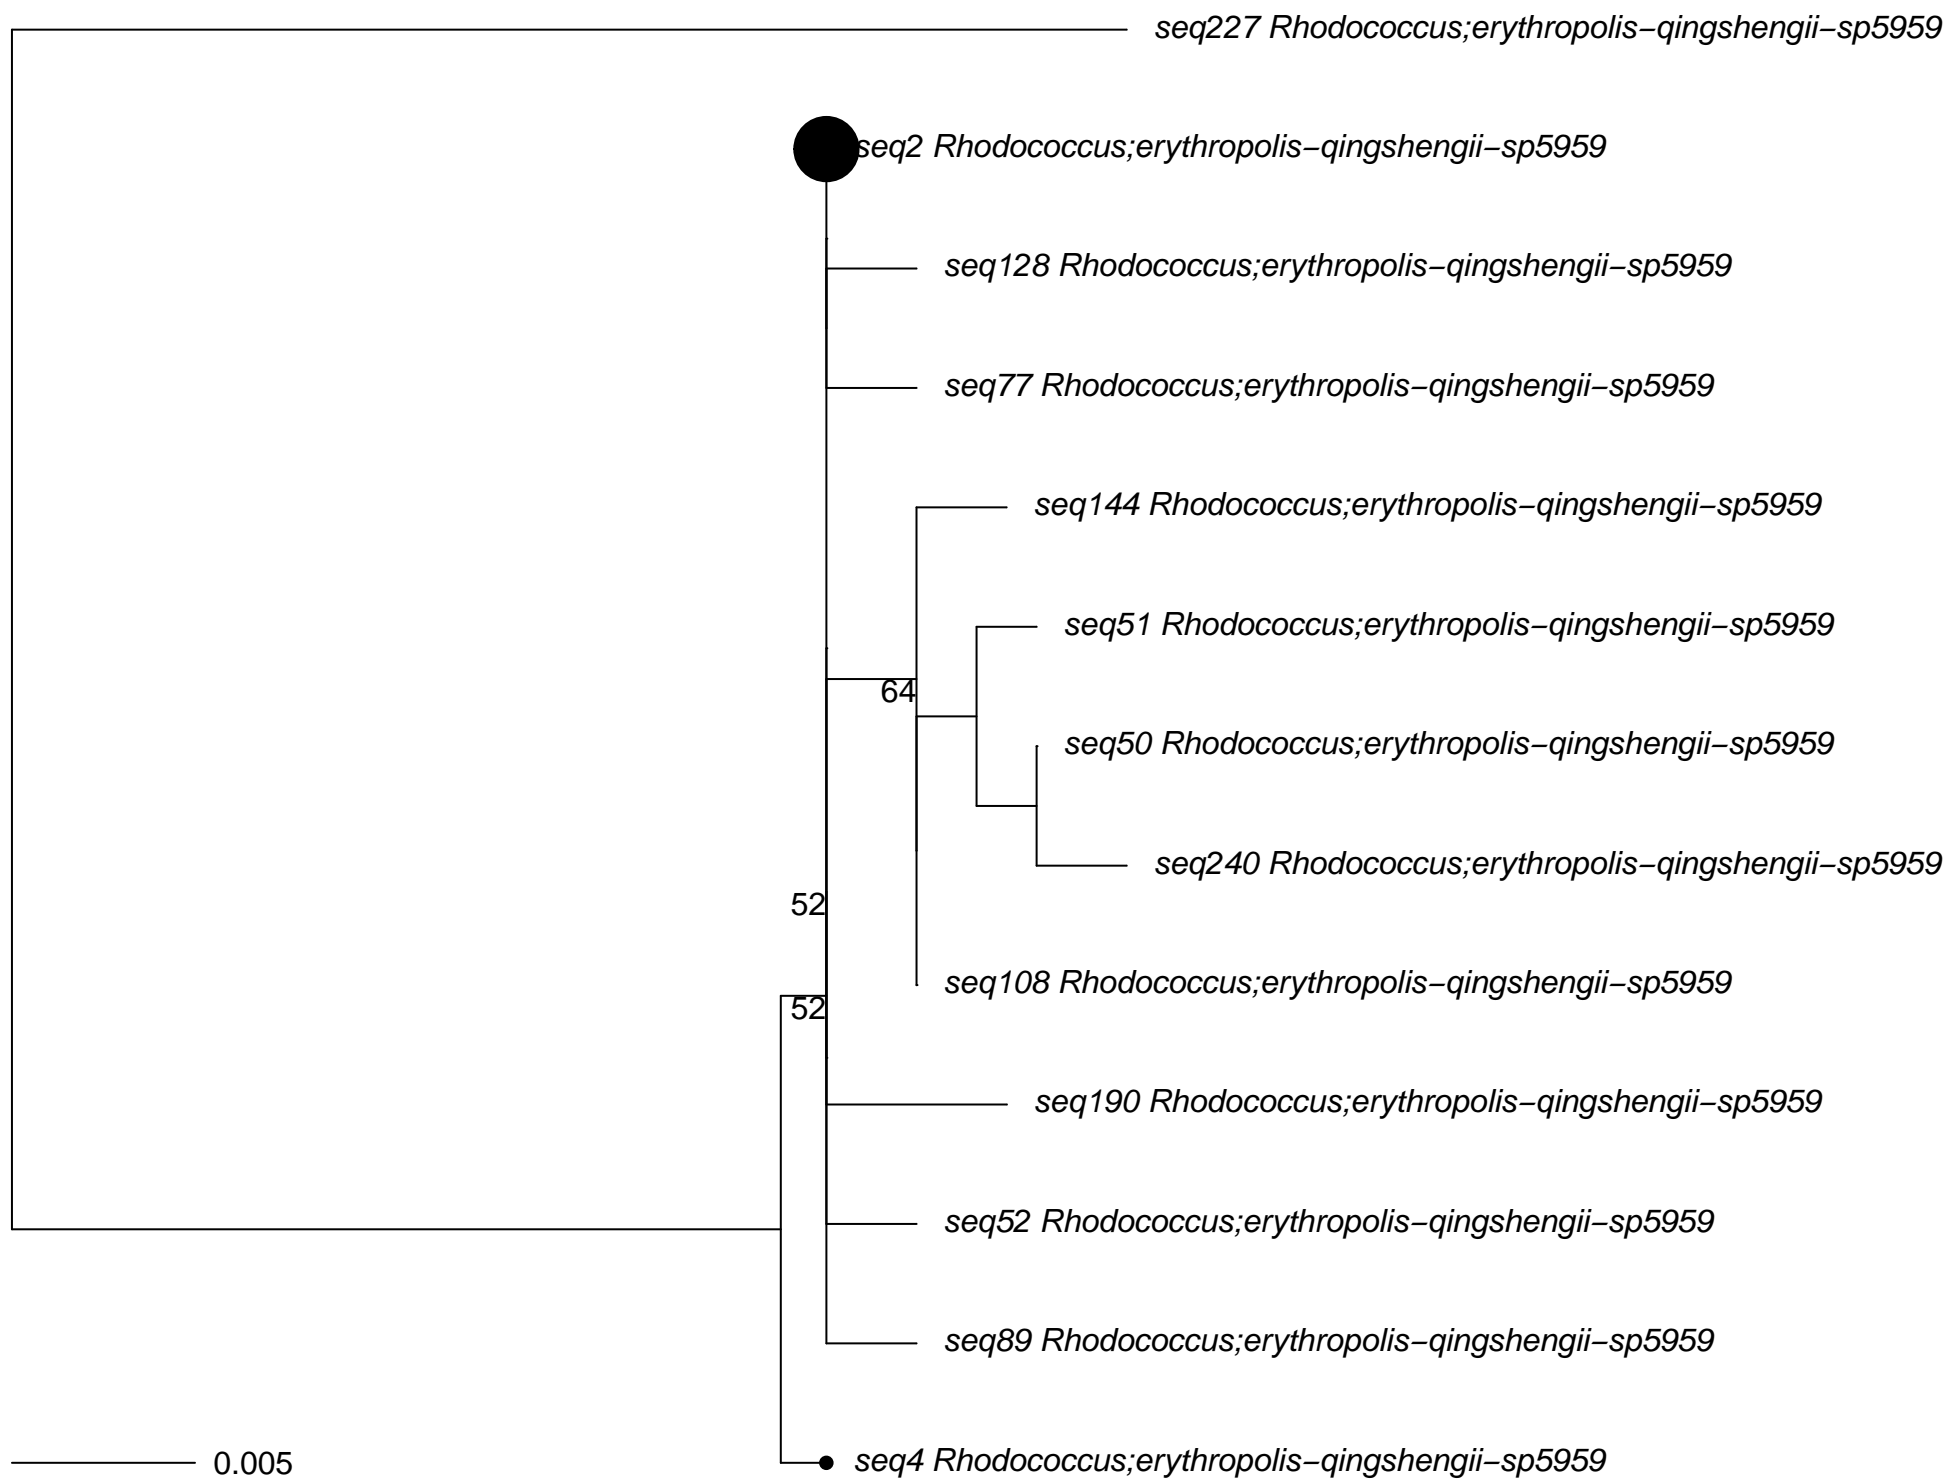 seq227 Rhodococcus;erythropolis−qingshengii−sp5959
seq2 Rhodococcus;erythropolis−qingshengii−sp5959
seq128 Rhodococcus;erythropolis−qingshengii−sp5959
seq77 Rhodococcus;erythropolis−qingshengii−sp5959
seq144 Rhodococcus;erythropolis−qingshengii−sp5959
seq51 Rhodococcus;erythropolis−qingshengii−sp5959
64
seq50 Rhodococcus;erythropolis−qingshengii−sp5959
seq240 Rhodococcus;erythropolis−qingshengii−sp5959
52
seq108 Rhodococcus;erythropolis−qingshengii−sp5959
52
seq190 Rhodococcus;erythropolis−qingshengii−sp5959
seq52 Rhodococcus;erythropolis−qingshengii−sp5959
seq89 Rhodococcus;erythropolis−qingshengii−sp5959
seq4 Rhodococcus;erythropolis−qingshengii−sp5959
0.005